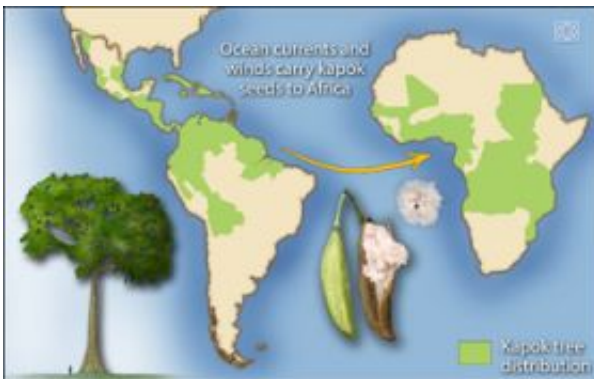 Ocean currents and
winds carry kapok
seeds to Africa
Kapok tree
distribution